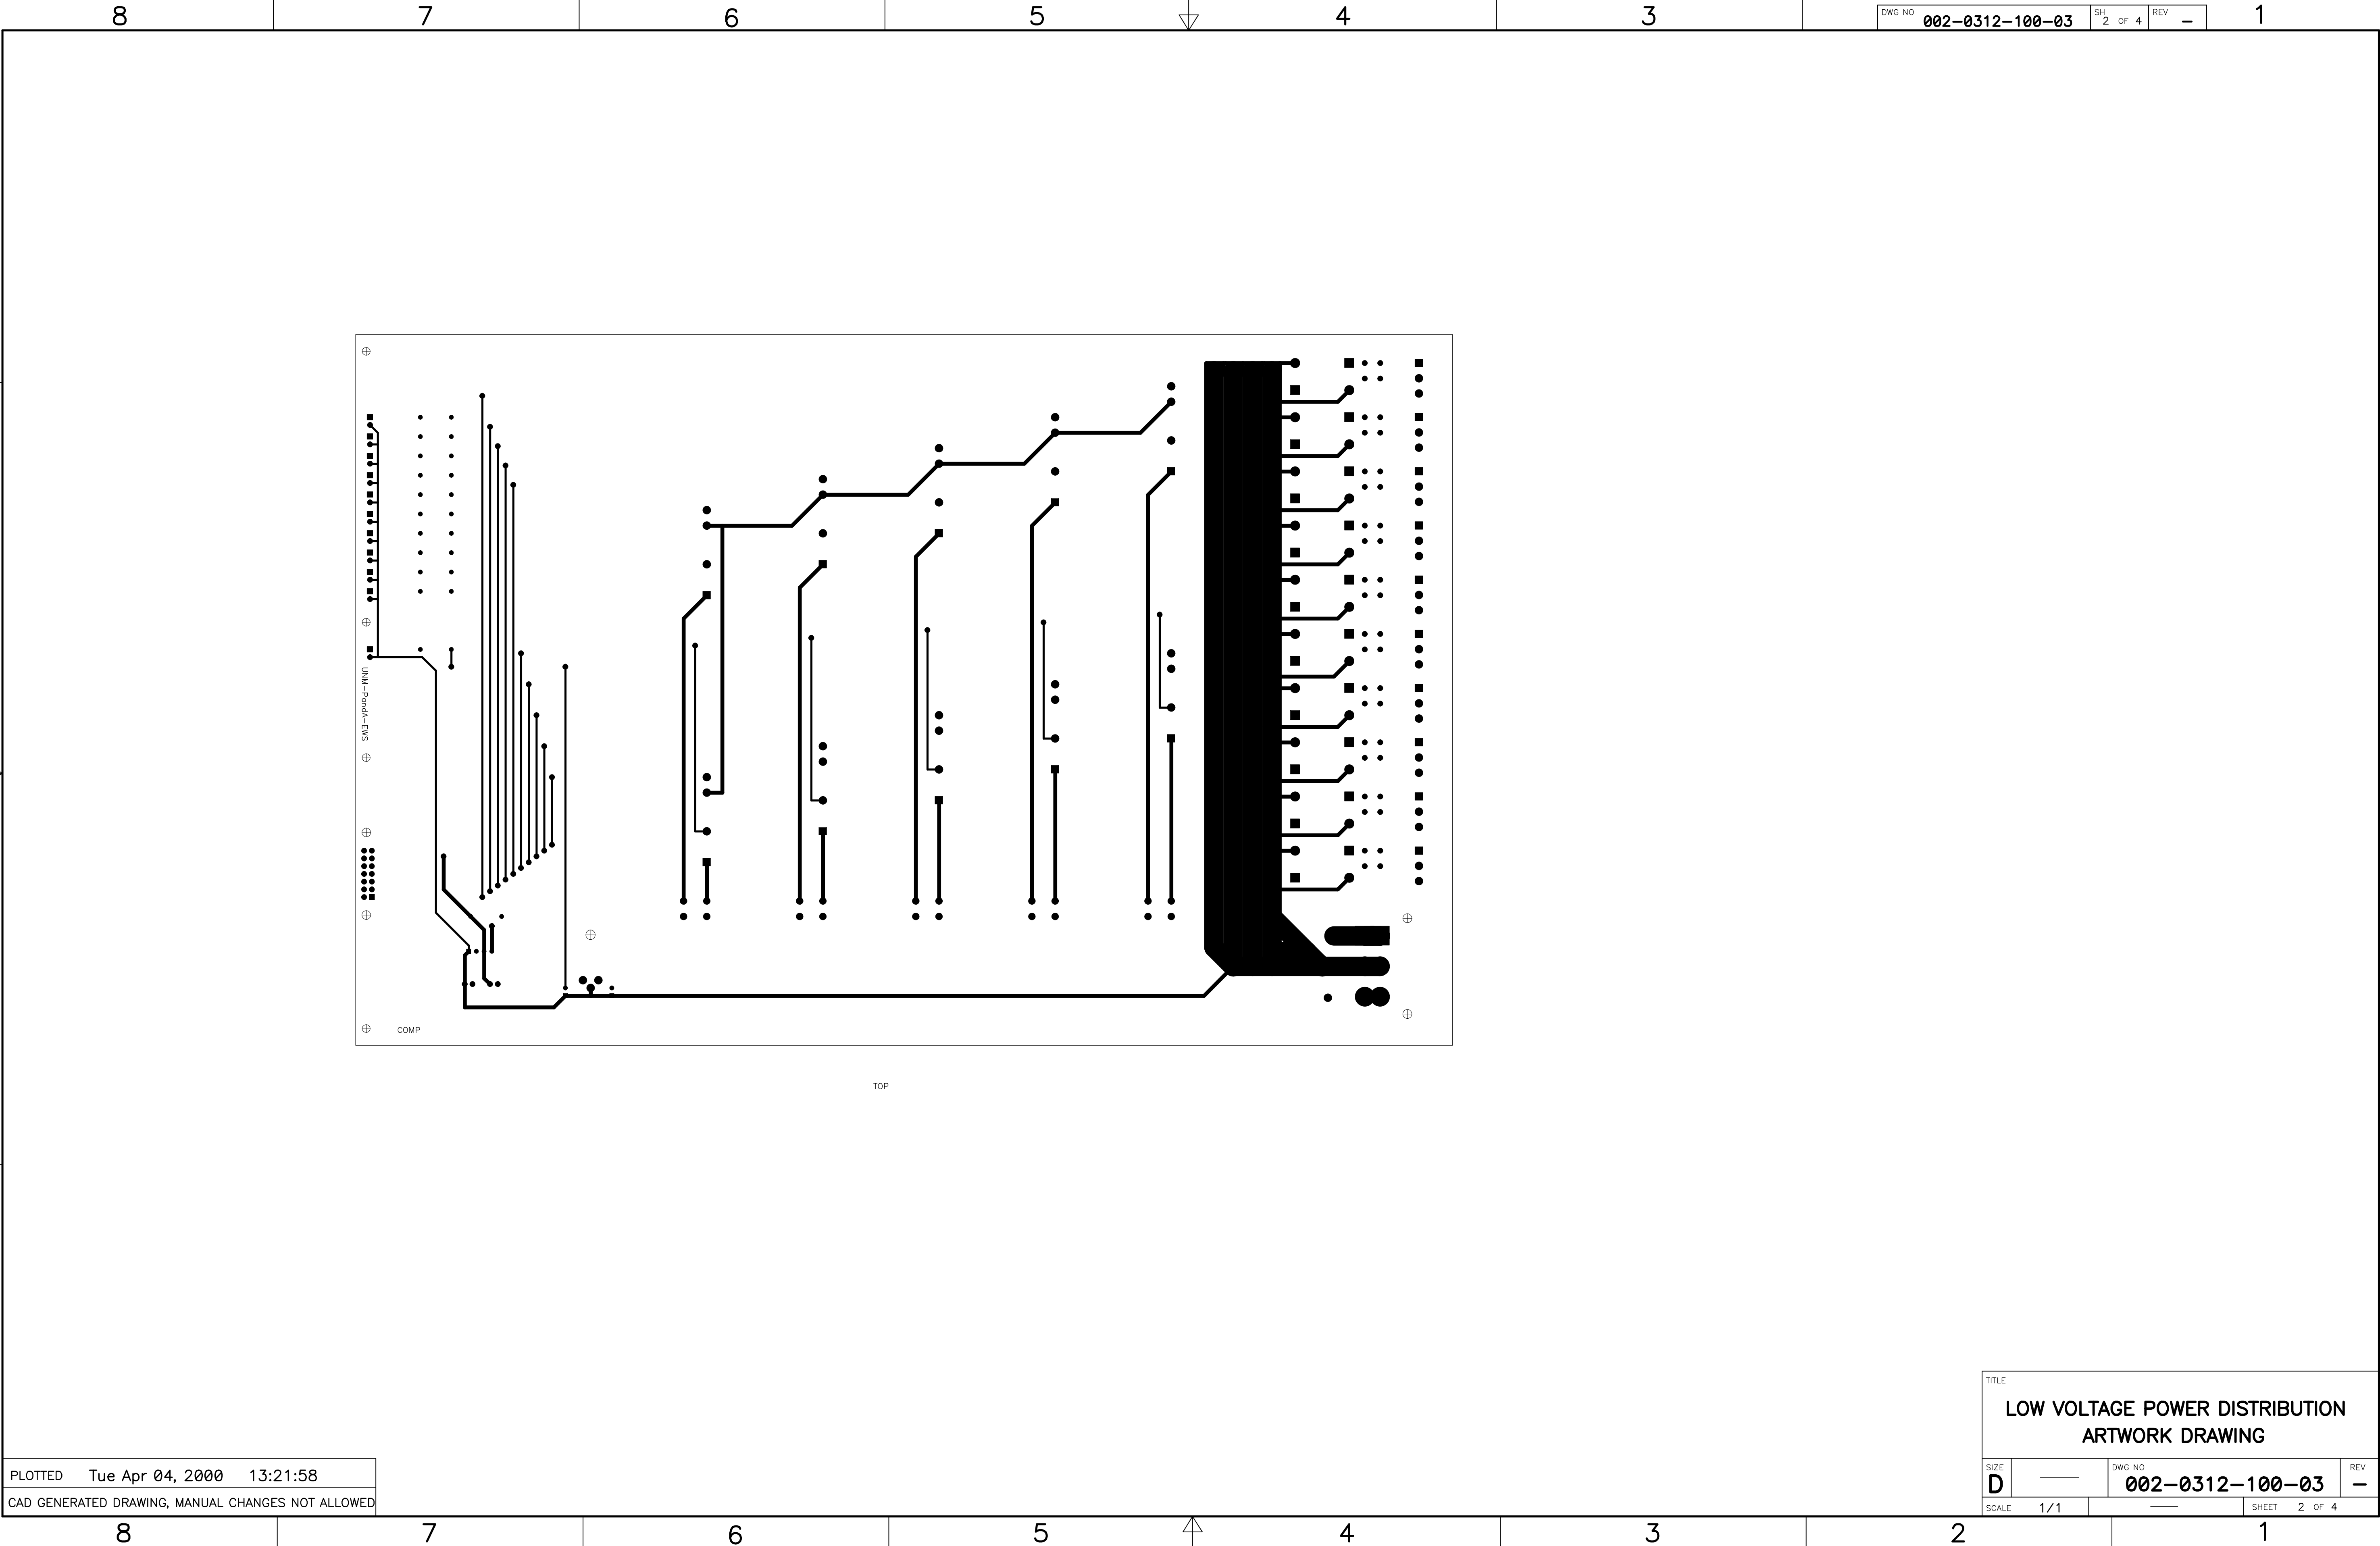 8 7 6 5 4 3 1
DWG NO 002-0312-100-03 SH 2 OF 4 REV -
UNM-PandA-EWS
COMP
TOP
TITLE
LOW VOLTAGE POWER DISTRIBUTION
ARTWORK DRAWING
SIZE D DWG NO 002-0312-100-03 REV -
SCALE 1/1 SHEET 2 OF 4
PLOTTED Tue Apr 04, 2000 13:21:58
CAD GENERATED DRAWING, MANUAL CHANGES NOT ALLOWED
8 7 6 5 4 3 2 1